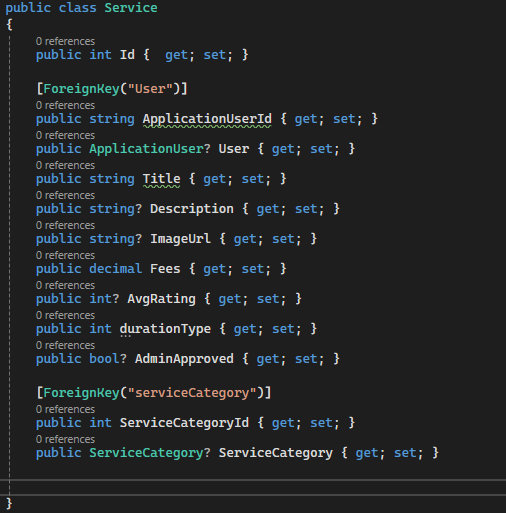 public class Service
{
0 references
public int Id {  get; set; }
[ForeignKey("User")]
0 references
public string ApplicationUserId { get; set; }
0 references
public ApplicationUser? User { get; set; }
0 references
public string Title { get; set; }
0 references
public string? Description { get; set; }
0 references
public string? ImageUrl { get; set; }
0 references
public decimal Fees { get; set; }
0 references
public int? AvgRating { get; set; }
0 references
public int durationType { get; set; }
0 references
public bool? AdminApproved { get; set; }
[ForeignKey("serviceCategory")]
0 references
public int ServiceCategoryId { get; set; }
0 references
public ServiceCategory? ServiceCategory { get; set; }
}